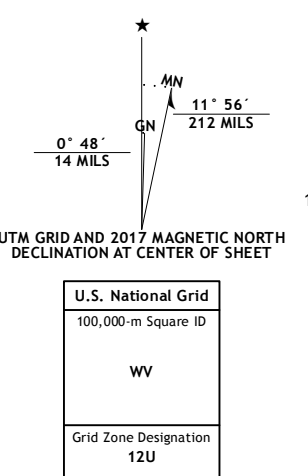 ★
MN
11° 56´
212 MILS
GN
0° 48´
14 MILS
UTM GRID AND 2017 MAGNETIC NORTH
DECLINATION AT CENTER OF SHEET
U.S. National Grid
100,000-m Square ID
WV
Grid Zone Designation
12U